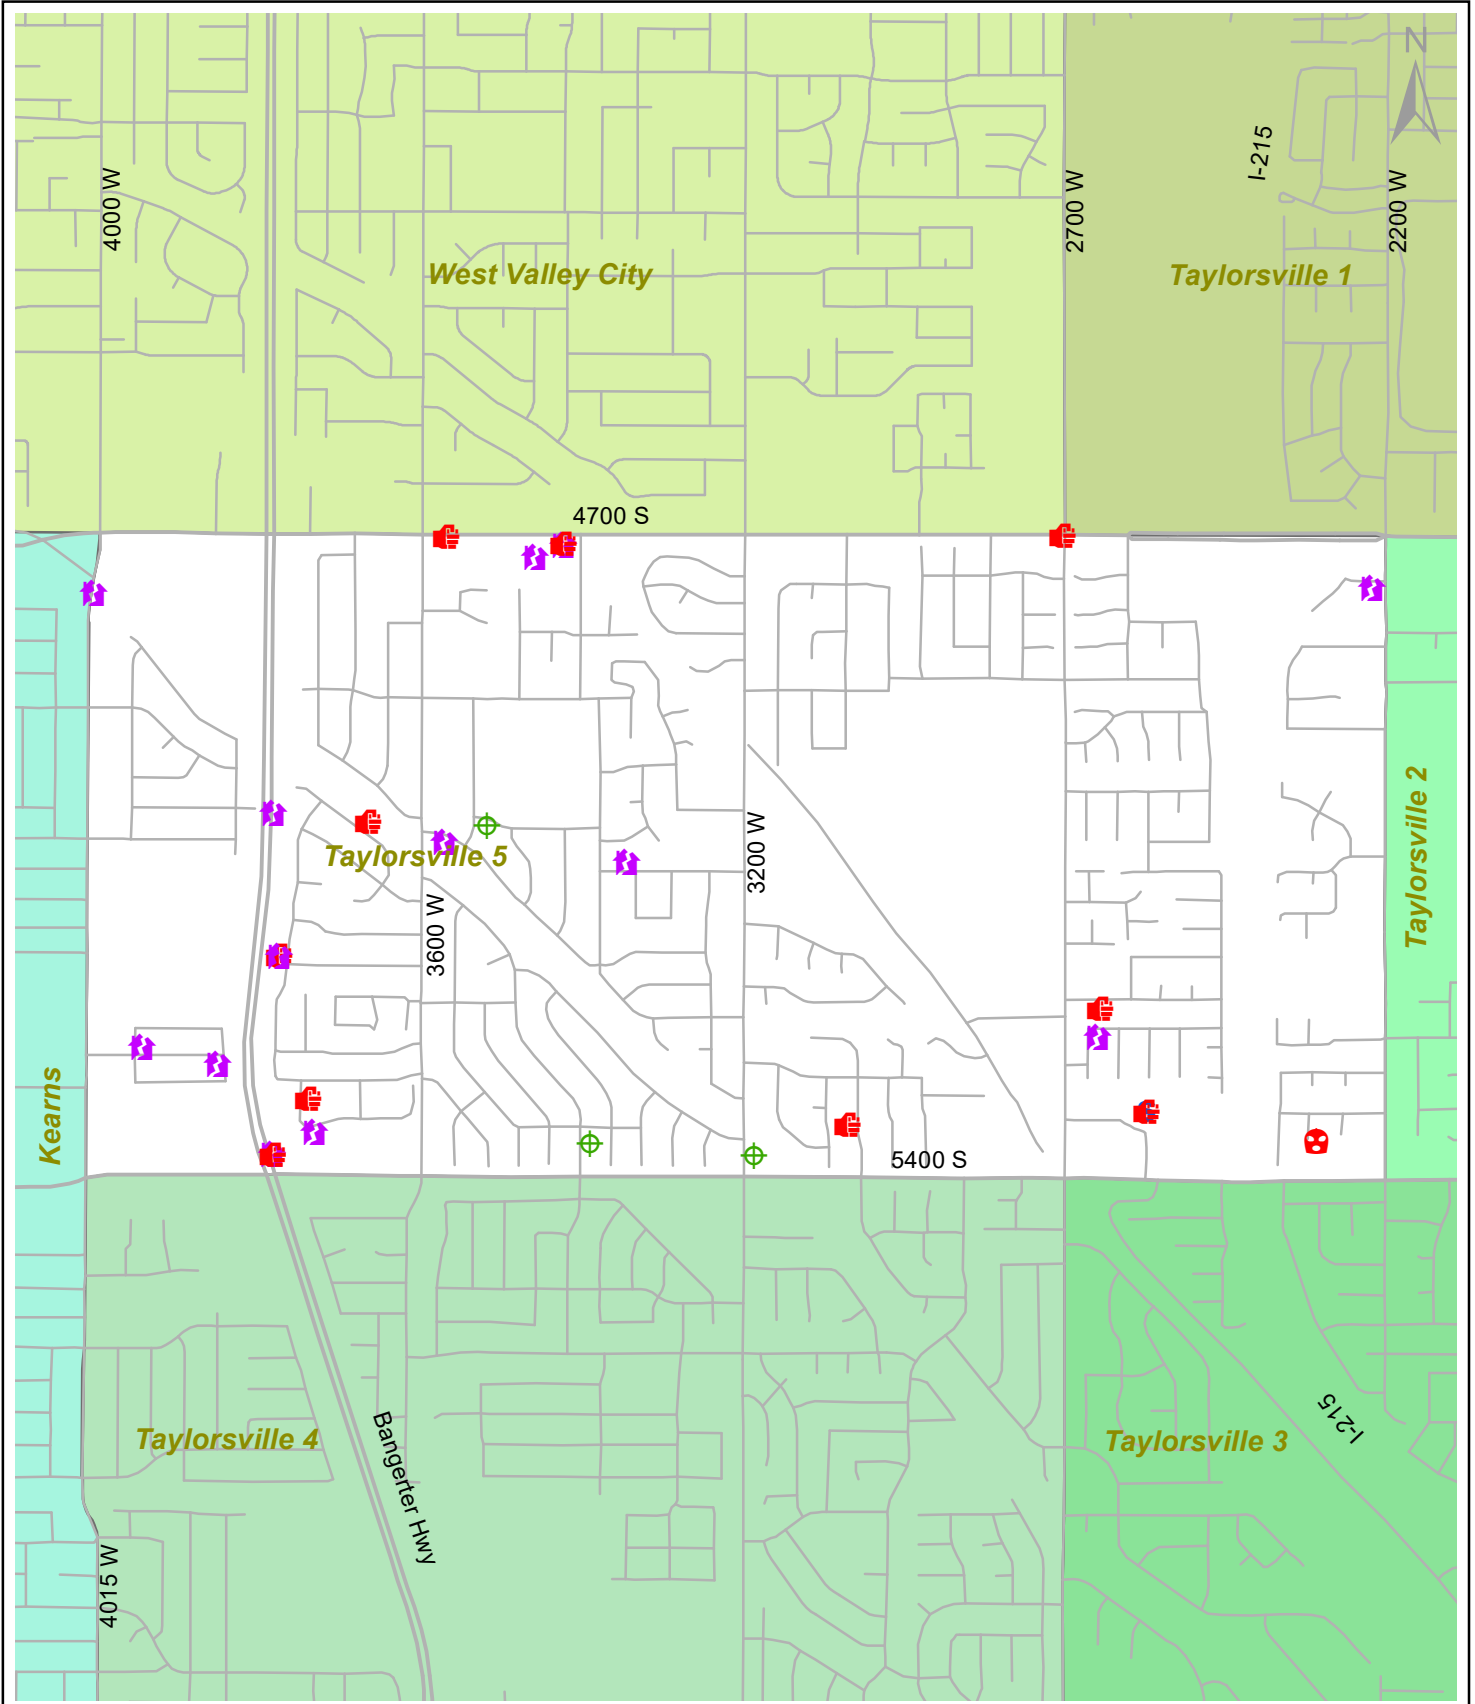 N
I-215
4000 W
2700 W
2200 W
West Valley City
Taylorsville 1
4700 S
Taylorsville 2
3200 W
Taylorsville 5
3600 W
Kearns
5400 S
Taylorsville 4
Bangerter Hwy
Taylorsville 3
I-215
4015 W